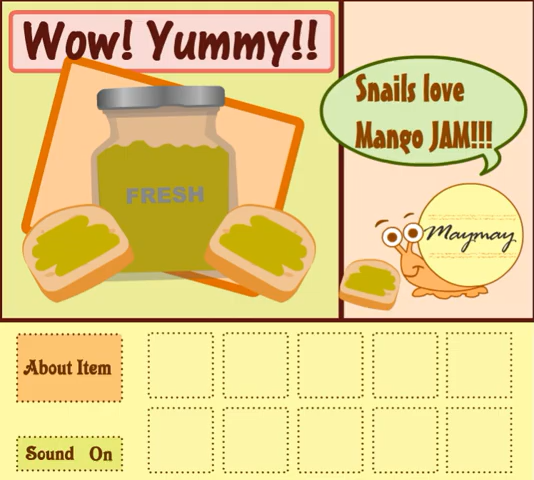 Wow! Yummy!!
FRESH
Snails love
Mango JAM!!!
Maymay
About Item
Sound On